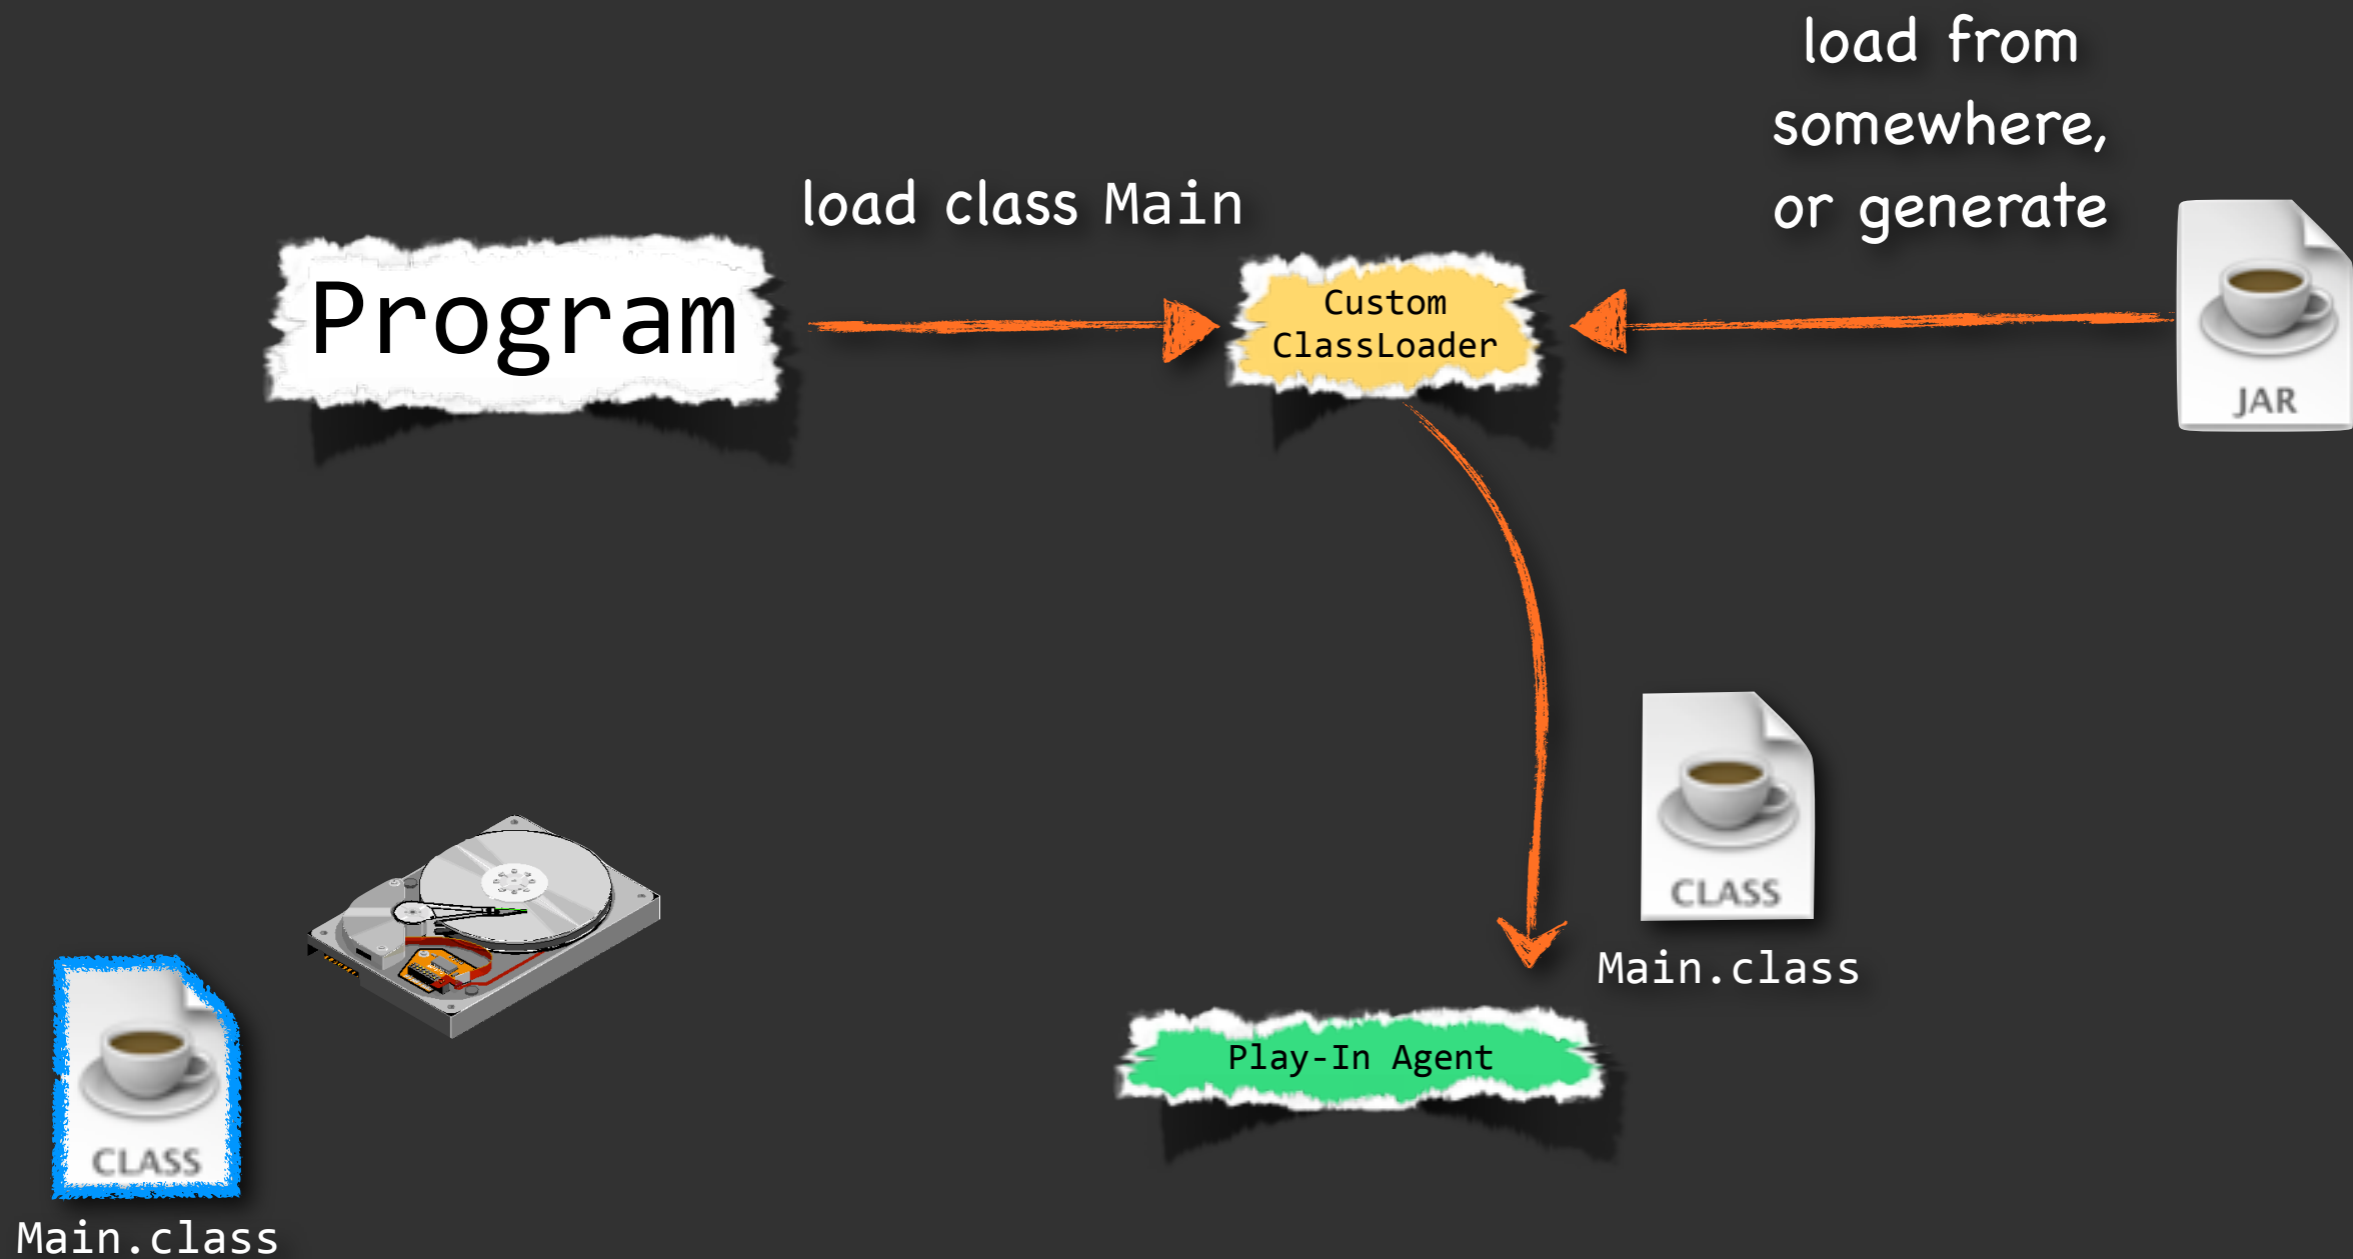 load from
somewhere,
or generate
load class Main
Program
Custom
ClassLoader
JAR
CLASS
Main.class
Play-In Agent
CLASS
Main.class